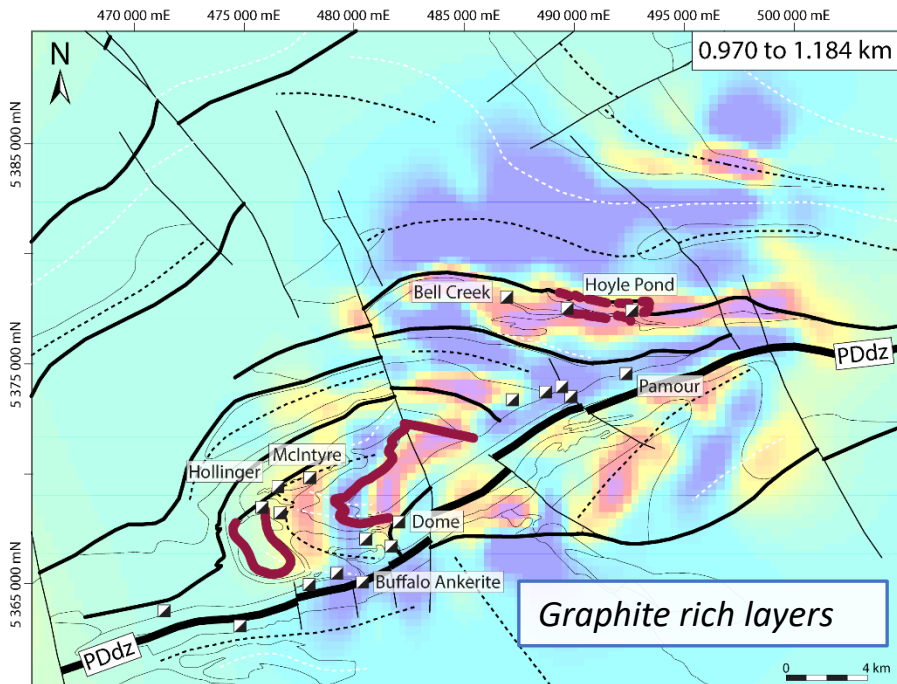 470 000 mE 475 000 mE 480 000 mE 485 000 mE 490 000 mE 495 000 mE 500 000 mE
0.970 to 1.184 km
N
5 385 000 mN
Hoyle Pond
Bell Creek
5 375 000 mN
PDdz
Pamour
McIntyre
Hollinger
Dome
Buffalo Ankerite
5 365 000 mN
Graphite rich layers
PDdz
0 4 km